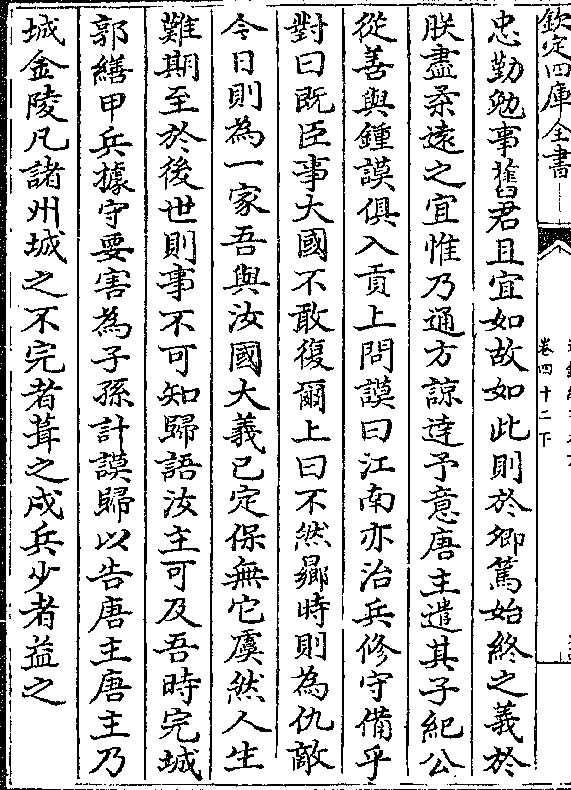 欽定四庫全書
卷四十二下
忠勤勉事舊君且宜如故如此則於卿篤始終之義於
朕盡柔遠之宜惟乃通方諒達予意唐主遣其子紀公
從善與鍾謨俱入貢上問謨曰江南亦治兵修守備乎
對曰既臣事大國不敢復爾上曰不然曏時則為仇敵
今日則為一家吾與汝國大義已定保無它虞然人生
難期至於後世則事不可知歸語汝主可及吾時完城
郭繕甲兵據守要害為子孫計謨歸以告唐主唐主乃
城金陵凡諸州城之不完者葺之戍兵少者益之